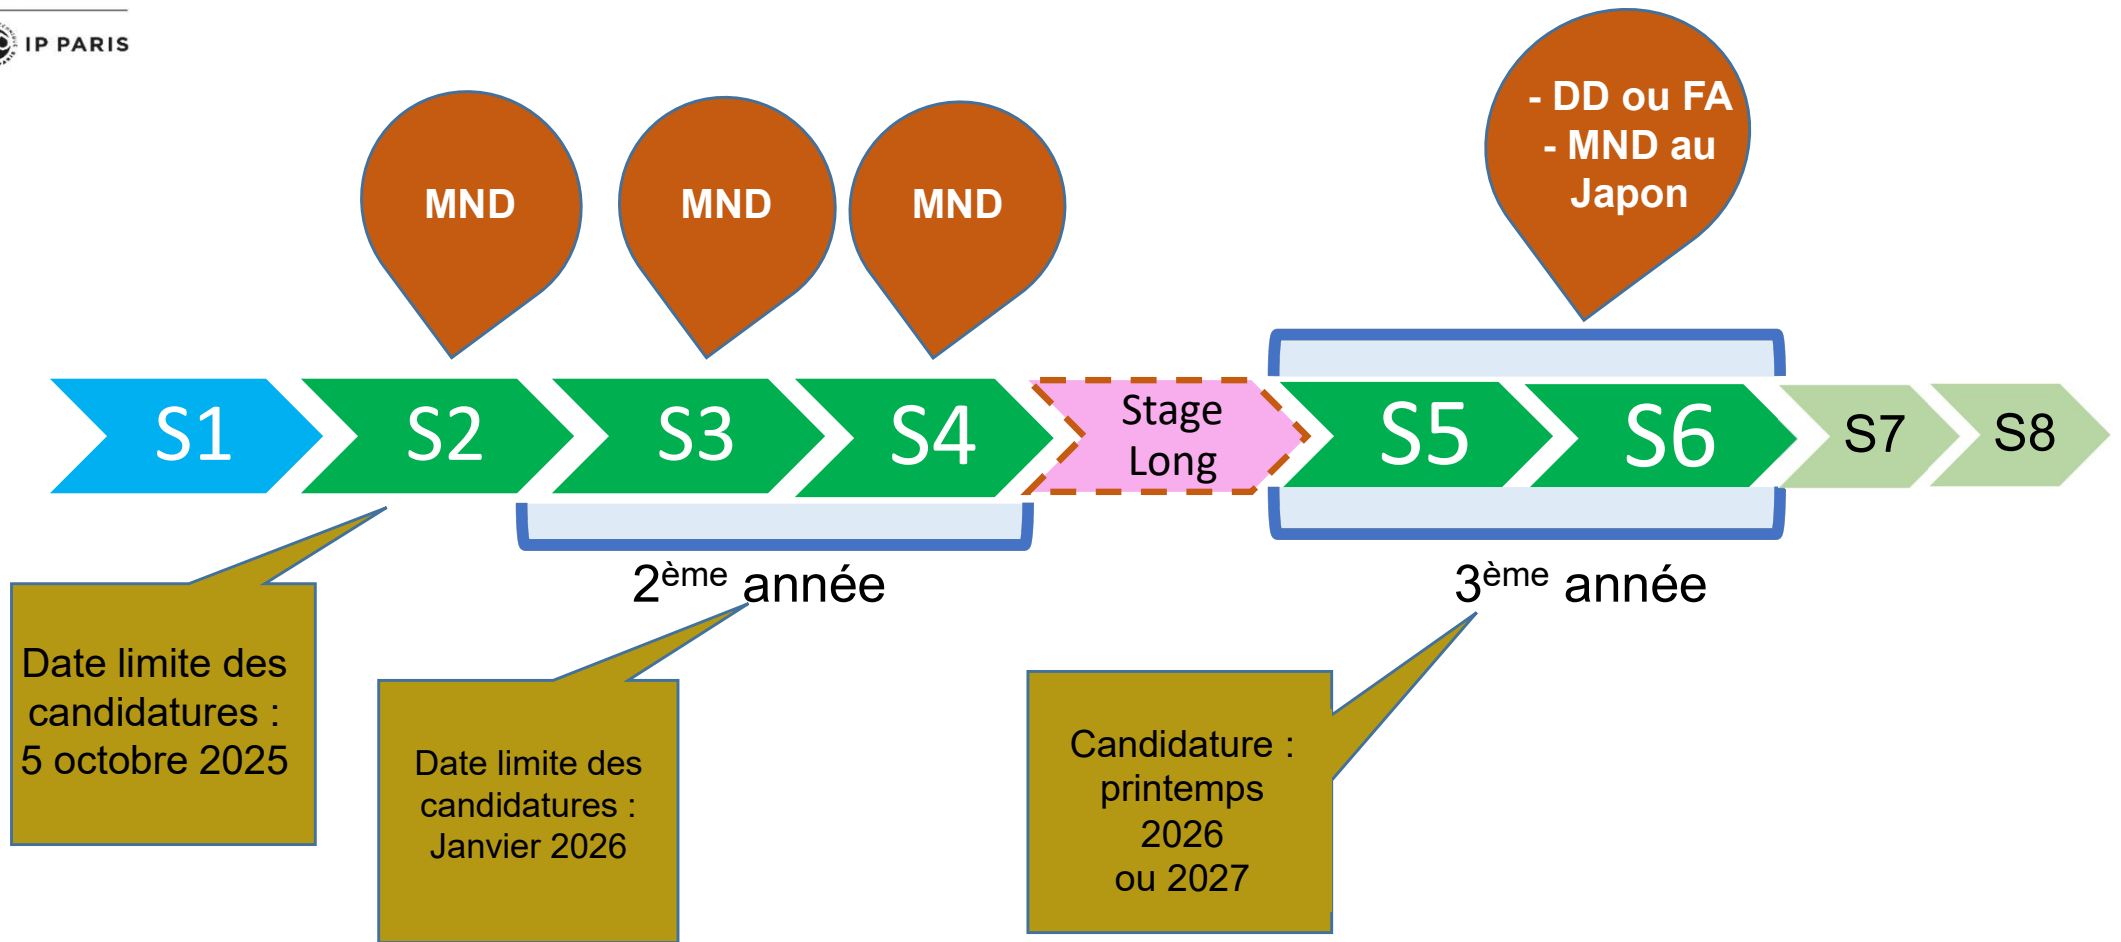 IP PARIS
MND
MND
MND
- DD ou FA
- MND au
Japon
S1
S2
S3
S4
Stage
Long
S5
S6
S7
S8
2ème année
3ème année
Date limite des
candidatures :
5 octobre 2025
Date limite des
candidatures :
Janvier 2026
Candidature :
printemps
2026
ou 2027